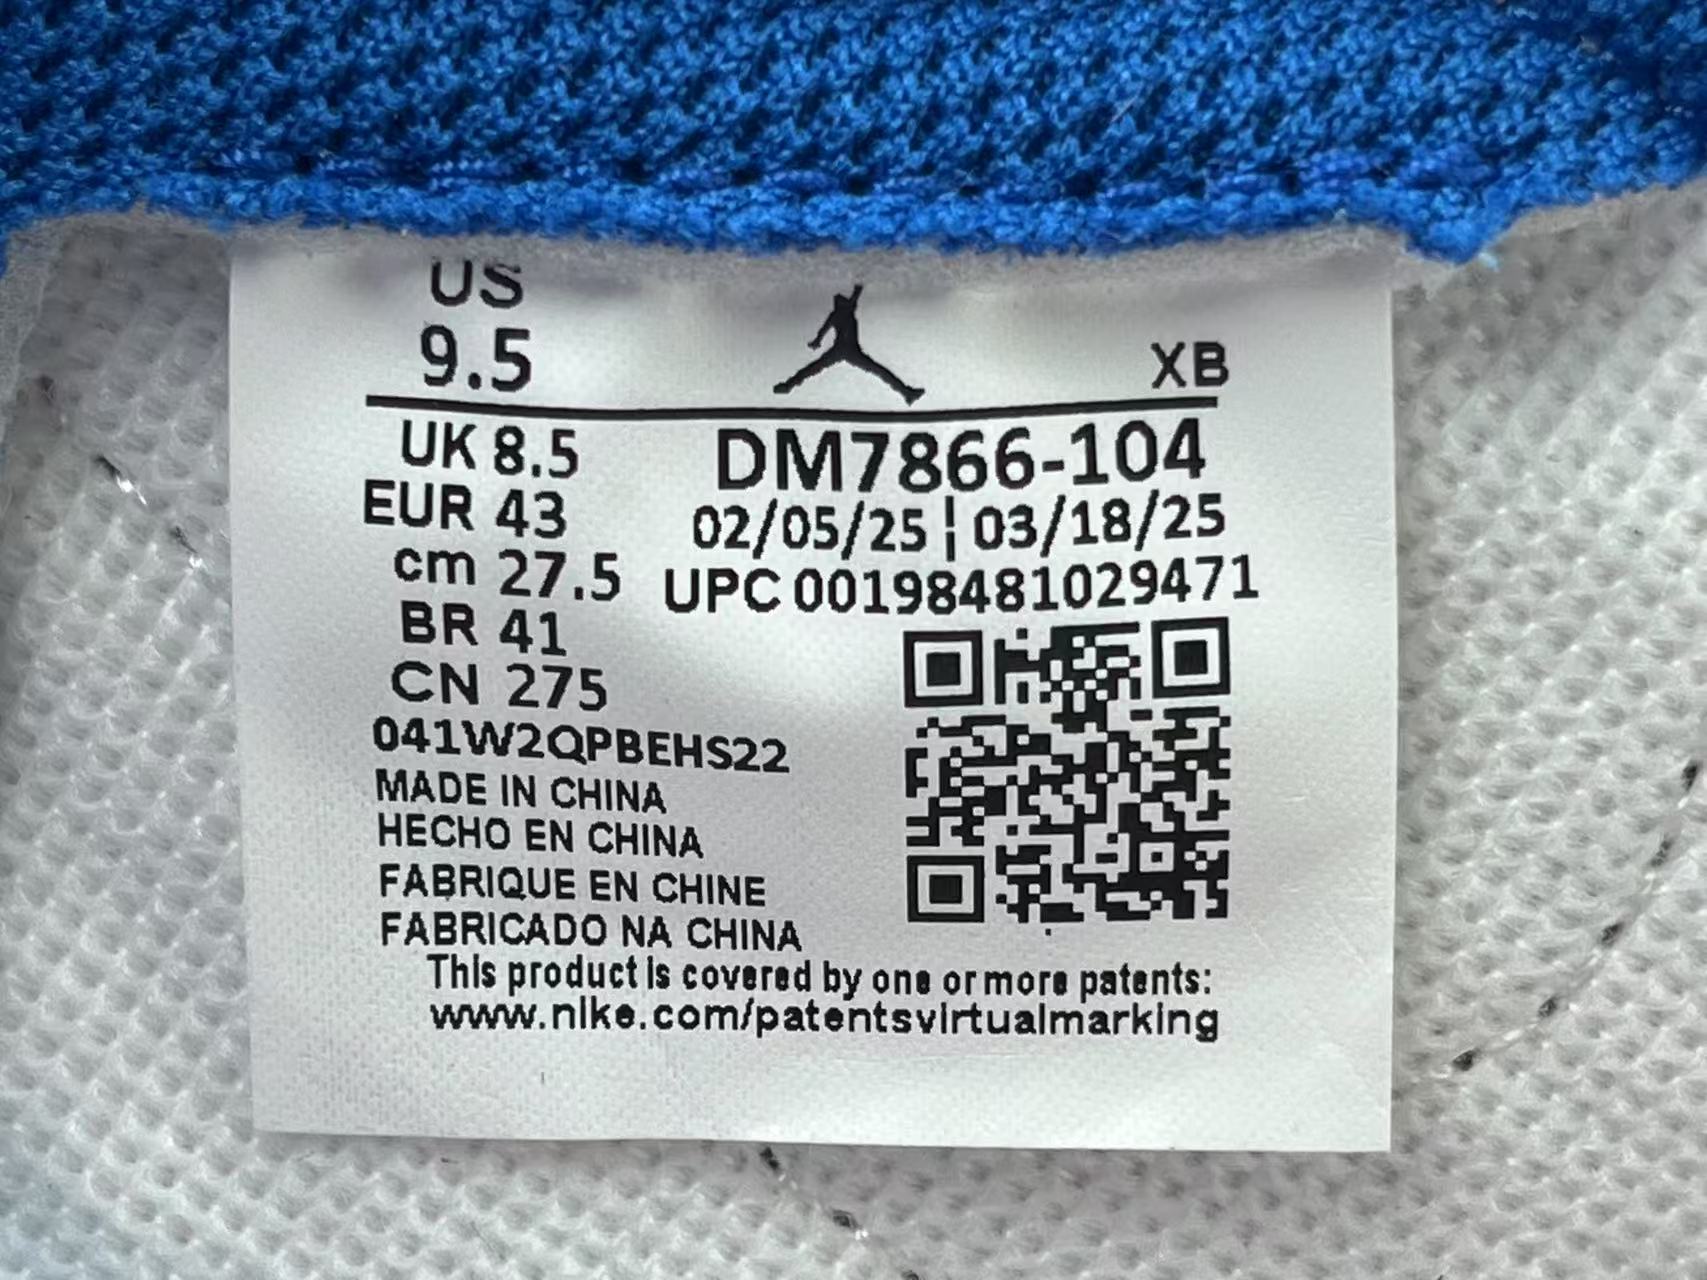 US
9.5
XB
UK 8.5
EUR 43
cm 27.5
BR 41
CN 275
DM7866-104
02/05/25 ¦ 03/18/25
UPC 00198481029471
041W2QPBEHS22
MADE IN CHINA
HECHO EN CHINA
FABRIQUE EN CHINE
FABRICADO NA CHINA
This product is covered by one or more patents:
www.nike.com/patentsvirtualmarking